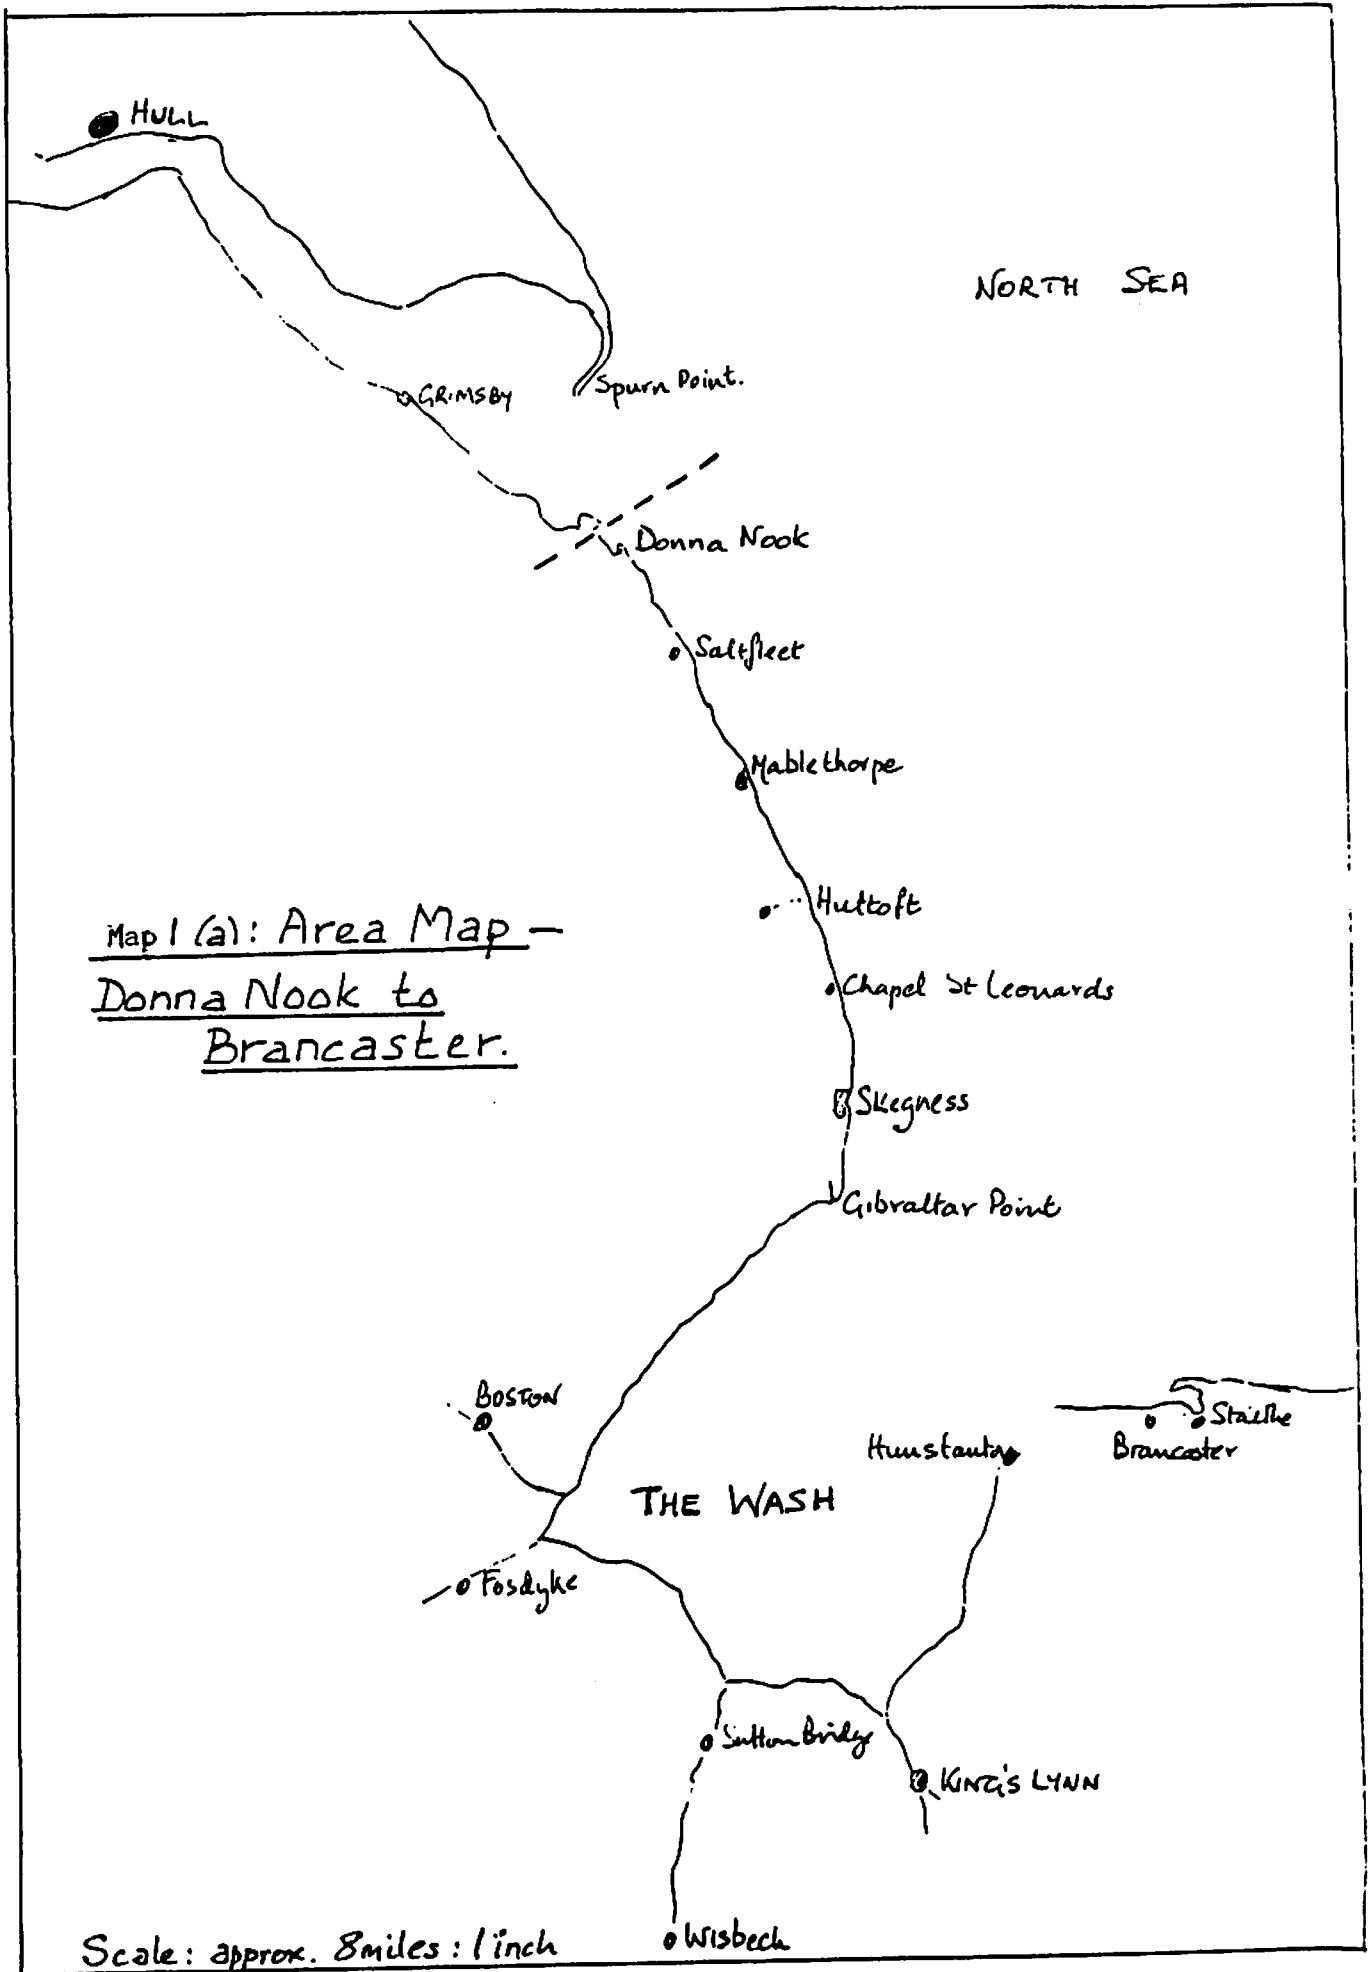 HULL
NORTH SEA
Spurn Point.
GRIMSBY
Donna Nook
Saltfleet
Mablethorpe
Huttoft
Map 1 (a): Area Map -
Donna Nook to
Brancaster.
Chapel St Leonards
Skegness
Gibraltar Point
BOSTON
Staithe
Brancaster
Hunstanton
THE WASH
Fosdyke
Sutton Bridge
KING'S LYNN
Wisbech
Scale: approx. 8miles : 1 inch